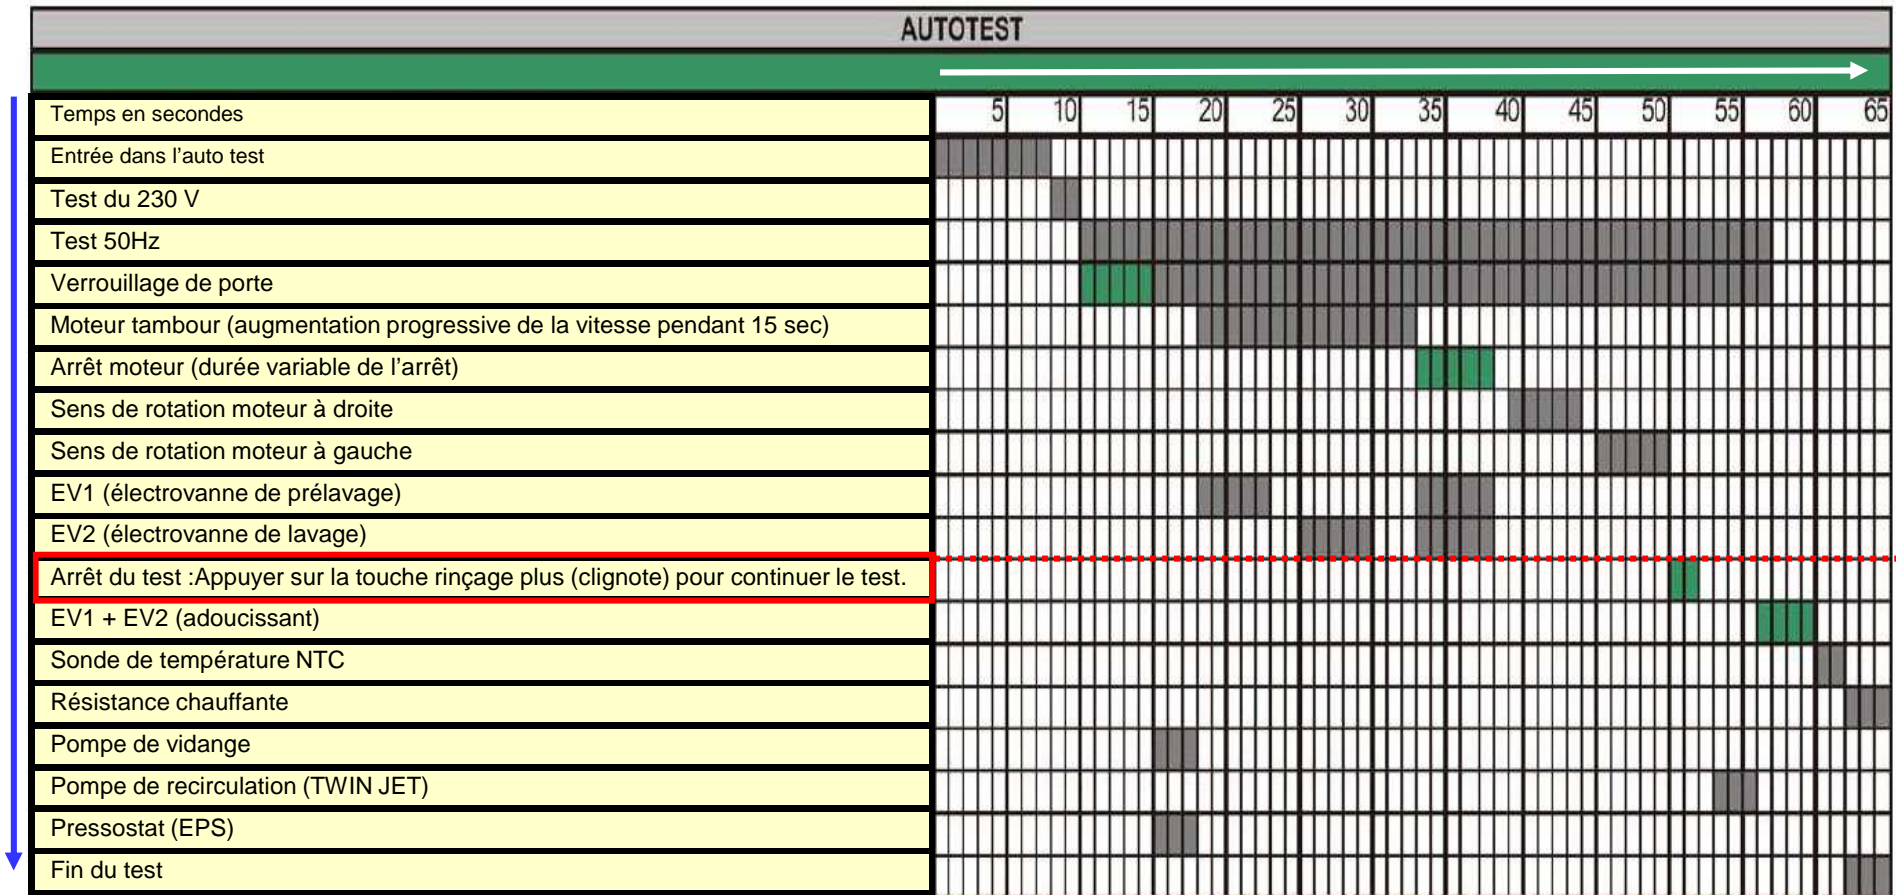 AUTOTEST
Temps en secondes 5 10 15 20 25 30 35 40 45 50 55 60 65
Entrée dans l’auto test
Test du 230 V
Test 50Hz
Verrouillage de porte
Moteur tambour (augmentation progressive de la vitesse pendant 15 sec)
Arrêt moteur (durée variable de l’arrêt)
Sens de rotation moteur à droite
Sens de rotation moteur à gauche
EV1 (électrovanne de prélavage)
EV2 (électrovanne de lavage)
Arrêt du test :Appuyer sur la touche rinçage plus (clignote) pour continuer le test.
EV1 + EV2 (adoucissant)
Sonde de température NTC
Résistance chauffante
Pompe de vidange
Pompe de recirculation (TWIN JET)
Pressostat (EPS)
Fin du test